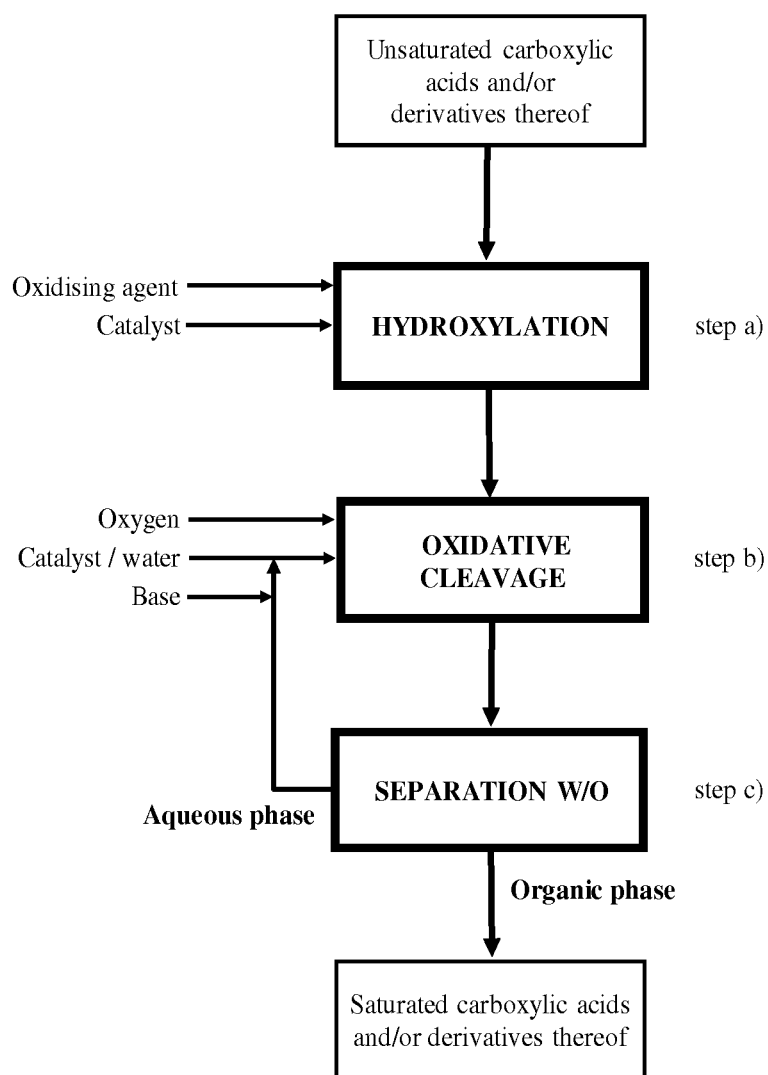 Unsaturated carboxylic
acids and/or
derivatives thereof
Oxidising agent
Catalyst
HYDROXYLATION
step a)
Oxygen
Catalyst / water
Base
OXIDATIVE
CLEAVAGE
step b)
SEPARATION W/O
step c)
Aqueous phase
Organic phase
Saturated carboxylic acids
and/or derivatives thereof